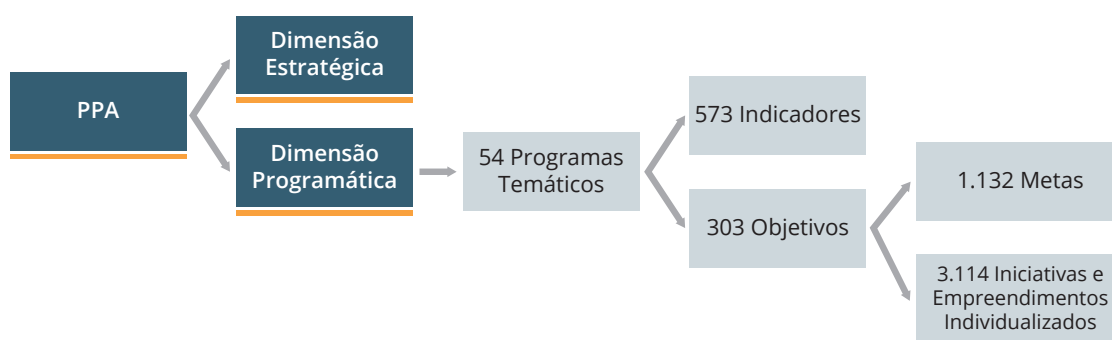 PPA
Dimensão
Estratégica
Dimensão
Programática
54 Programas
Temáticos
573 Indicadores
303 Objetivos
1.132 Metas
3.114 Iniciativas e
Empreendimentos
Individualizados